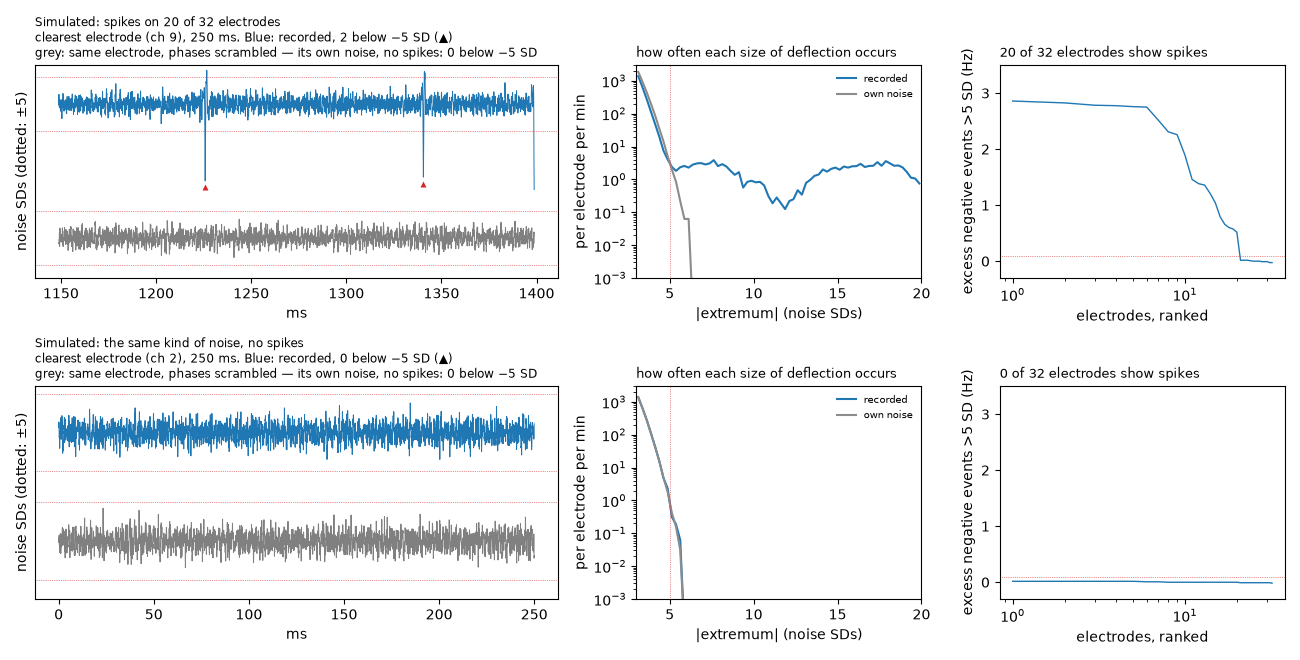 Simulated: spikes on 20 of 32 electrodes
clearest electrode (ch 9), 250 ms. Blue: recorded, 2 below −5 SD (▲)
grey: same electrode, phases scrambled — its own noise, no spikes: 0 below −5 SD
noise SDs (dotted: ±5)
1150 1200 1250 1300 1350 1400
ms
how often each size of deflection occurs
recorded
own noise
per electrode per min
10³
10²
10¹
10⁰
10⁻¹
10⁻²
10⁻³
5 10 15 20
|extremum| (noise SDs)
20 of 32 electrodes show spikes
excess negative events >5 SD (Hz)
3
2
1
0
10⁰ 10¹
electrodes, ranked
Simulated: the same kind of noise, no spikes
clearest electrode (ch 2), 250 ms. Blue: recorded, 0 below −5 SD (▲)
grey: same electrode, phases scrambled — its own noise, no spikes: 0 below −5 SD
noise SDs (dotted: ±5)
0 50 100 150 200 250
ms
how often each size of deflection occurs
recorded
own noise
per electrode per min
10³
10²
10¹
10⁰
10⁻¹
10⁻²
10⁻³
5 10 15 20
|extremum| (noise SDs)
0 of 32 electrodes show spikes
excess negative events >5 SD (Hz)
3
2
1
0
10⁰ 10¹
electrodes, ranked